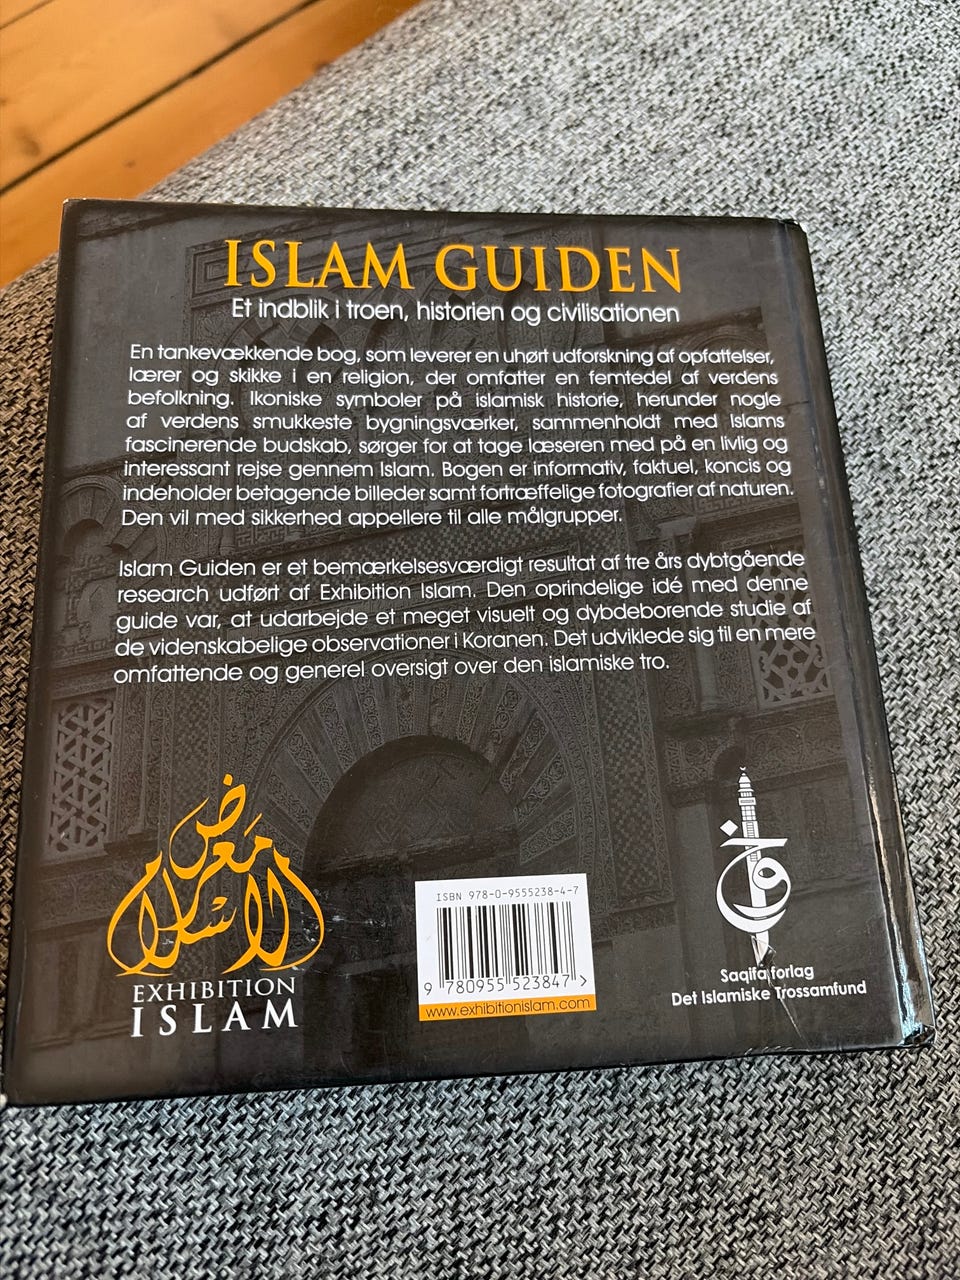 ISLAM GUIDEN
Et indblik i troen, historien og civilisationen
En tankevækkende bog, som leverer en uhørt udforskning af opfattelser,
lærer og skikke i en religion, der omfatter en femtedel af verdens
befolkning. Ikoniske symboler på islamisk historie, herunder nogle
af verdens smukkeste bygningsværker, sammenholdt med Islams
fascinerende budskab, sørger for at tage læseren med på en livlig og
interessant rejse gennem Islam. Bogen er informativ, faktuel, koncis og
indeholder betagende billeder samt fortræffelige fotografier af naturen.
Den vil med sikkerhed appellere til alle målgrupper.
Islam Guiden er et bemærkelsesværdigt resultat af tre års dybtgående
research udført af Exhibition Islam. Den oprindelige idé med denne
guide var, at udarbejde et meget visuelt og dybdeborende studie af
de videnskabelige observationer i Koranen. Det udviklede sig til en mere
omfattende og generel oversigt over den islamiske tro.
معرض
الإسلام
EXHIBITION
ISLAM
ISBN 978-0-9555238-4-7
9 780955 523847 >
www.exhibitionislam.com
Saqifa forlag
Det Islamiske Trossamfund